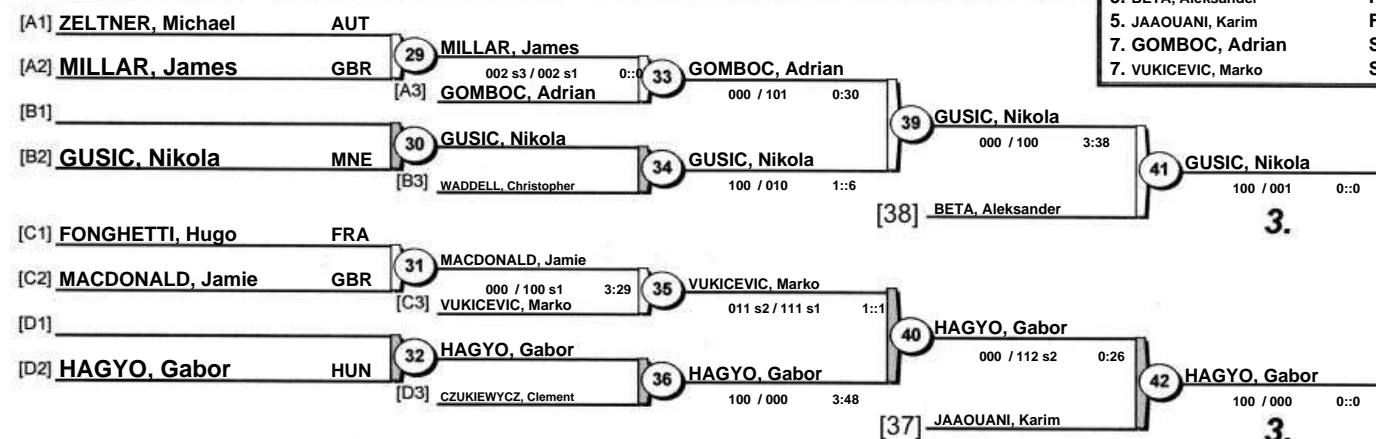 5. JAAOUANI, Karim
7. GOMBOC, Adrian S
7. VUKICEVIC, Marko S
[A1] ZELTNER, Michael AUT
[A2] MILLAR, James GBR
29 MILLAR, James
002 s3 / 002 s1
[A3] GOMBOC, Adrian
33 GOMBOC, Adrian
000 / 101 0:30
[B1]
[B2] GUSIC, Nikola MNE
30 GUSIC, Nikola
[B3] WADDELL, Christopher
34 GUSIC, Nikola
100 / 010 1::6
39 GUSIC, Nikola
000 / 100 3:38
[38] BETA, Aleksander
41 GUSIC, Nikola
100 / 001 0::0
3.
[C1] FONGHETTI, Hugo FRA
[C2] MACDONALD, Jamie GBR
31 MACDONALD, Jamie
000 / 100 s1 3:29
[C3] VUKICEVIC, Marko
35 VUKICEVIC, Marko
011 s2 / 111 s1 1::1
[D1]
[D2] HAGYO, Gabor HUN
32 HAGYO, Gabor
[D3] CZUKIEWYCZ, Clement
36 HAGYO, Gabor
100 / 000 3:48
40 HAGYO, Gabor
000 / 112 s2 0:26
[37] JAAOUANI, Karim
42 HAGYO, Gabor
100 / 000 0::0
3.